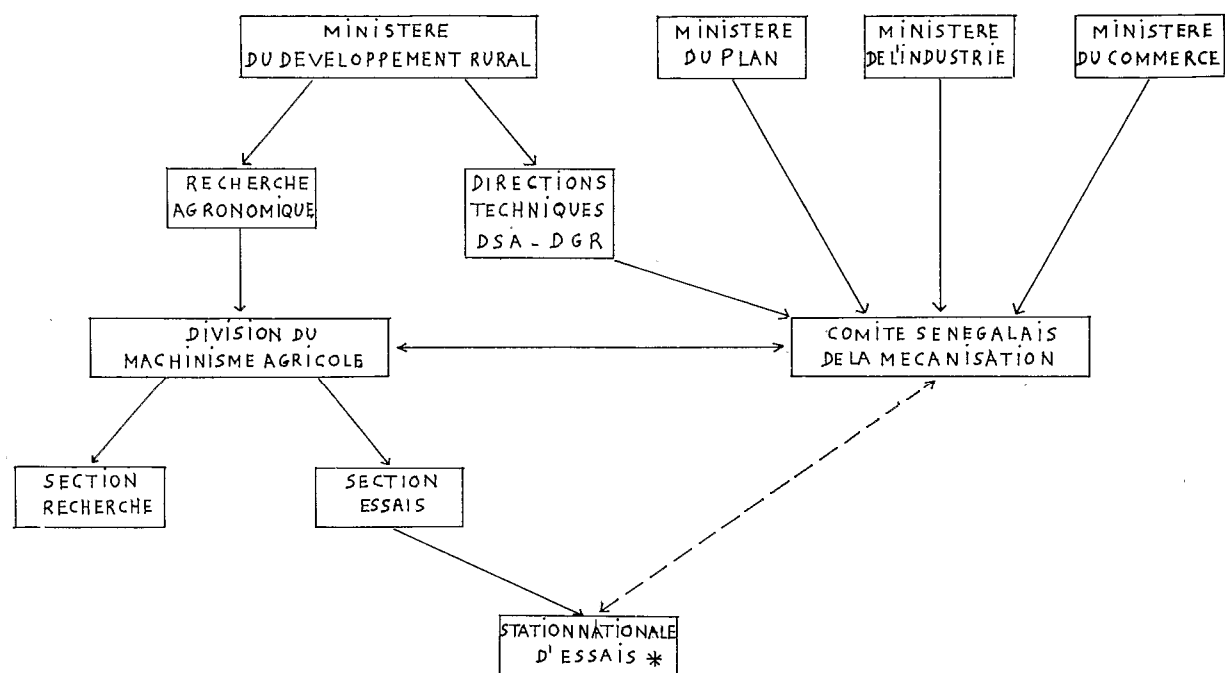 MINISTERE
DU DEVELOPPEMENT RURAL
MINISTERE
DU PLAN
MINISTERE
DE L'INDUSTRIE
MINISTERE
DU COMMERCE
RECHERCHE
AGRONOMIQUE
DIRECTIONS
TECHNIQUES
DSA - DGR
DIVISION DU
MACHINISME AGRICOLE
COMITE SENEGALAIS
DE LA MECANISATION
SECTION
RECHERCHE
SECTION
ESSAIS
STATION NATIONALE
D'ESSAIS *